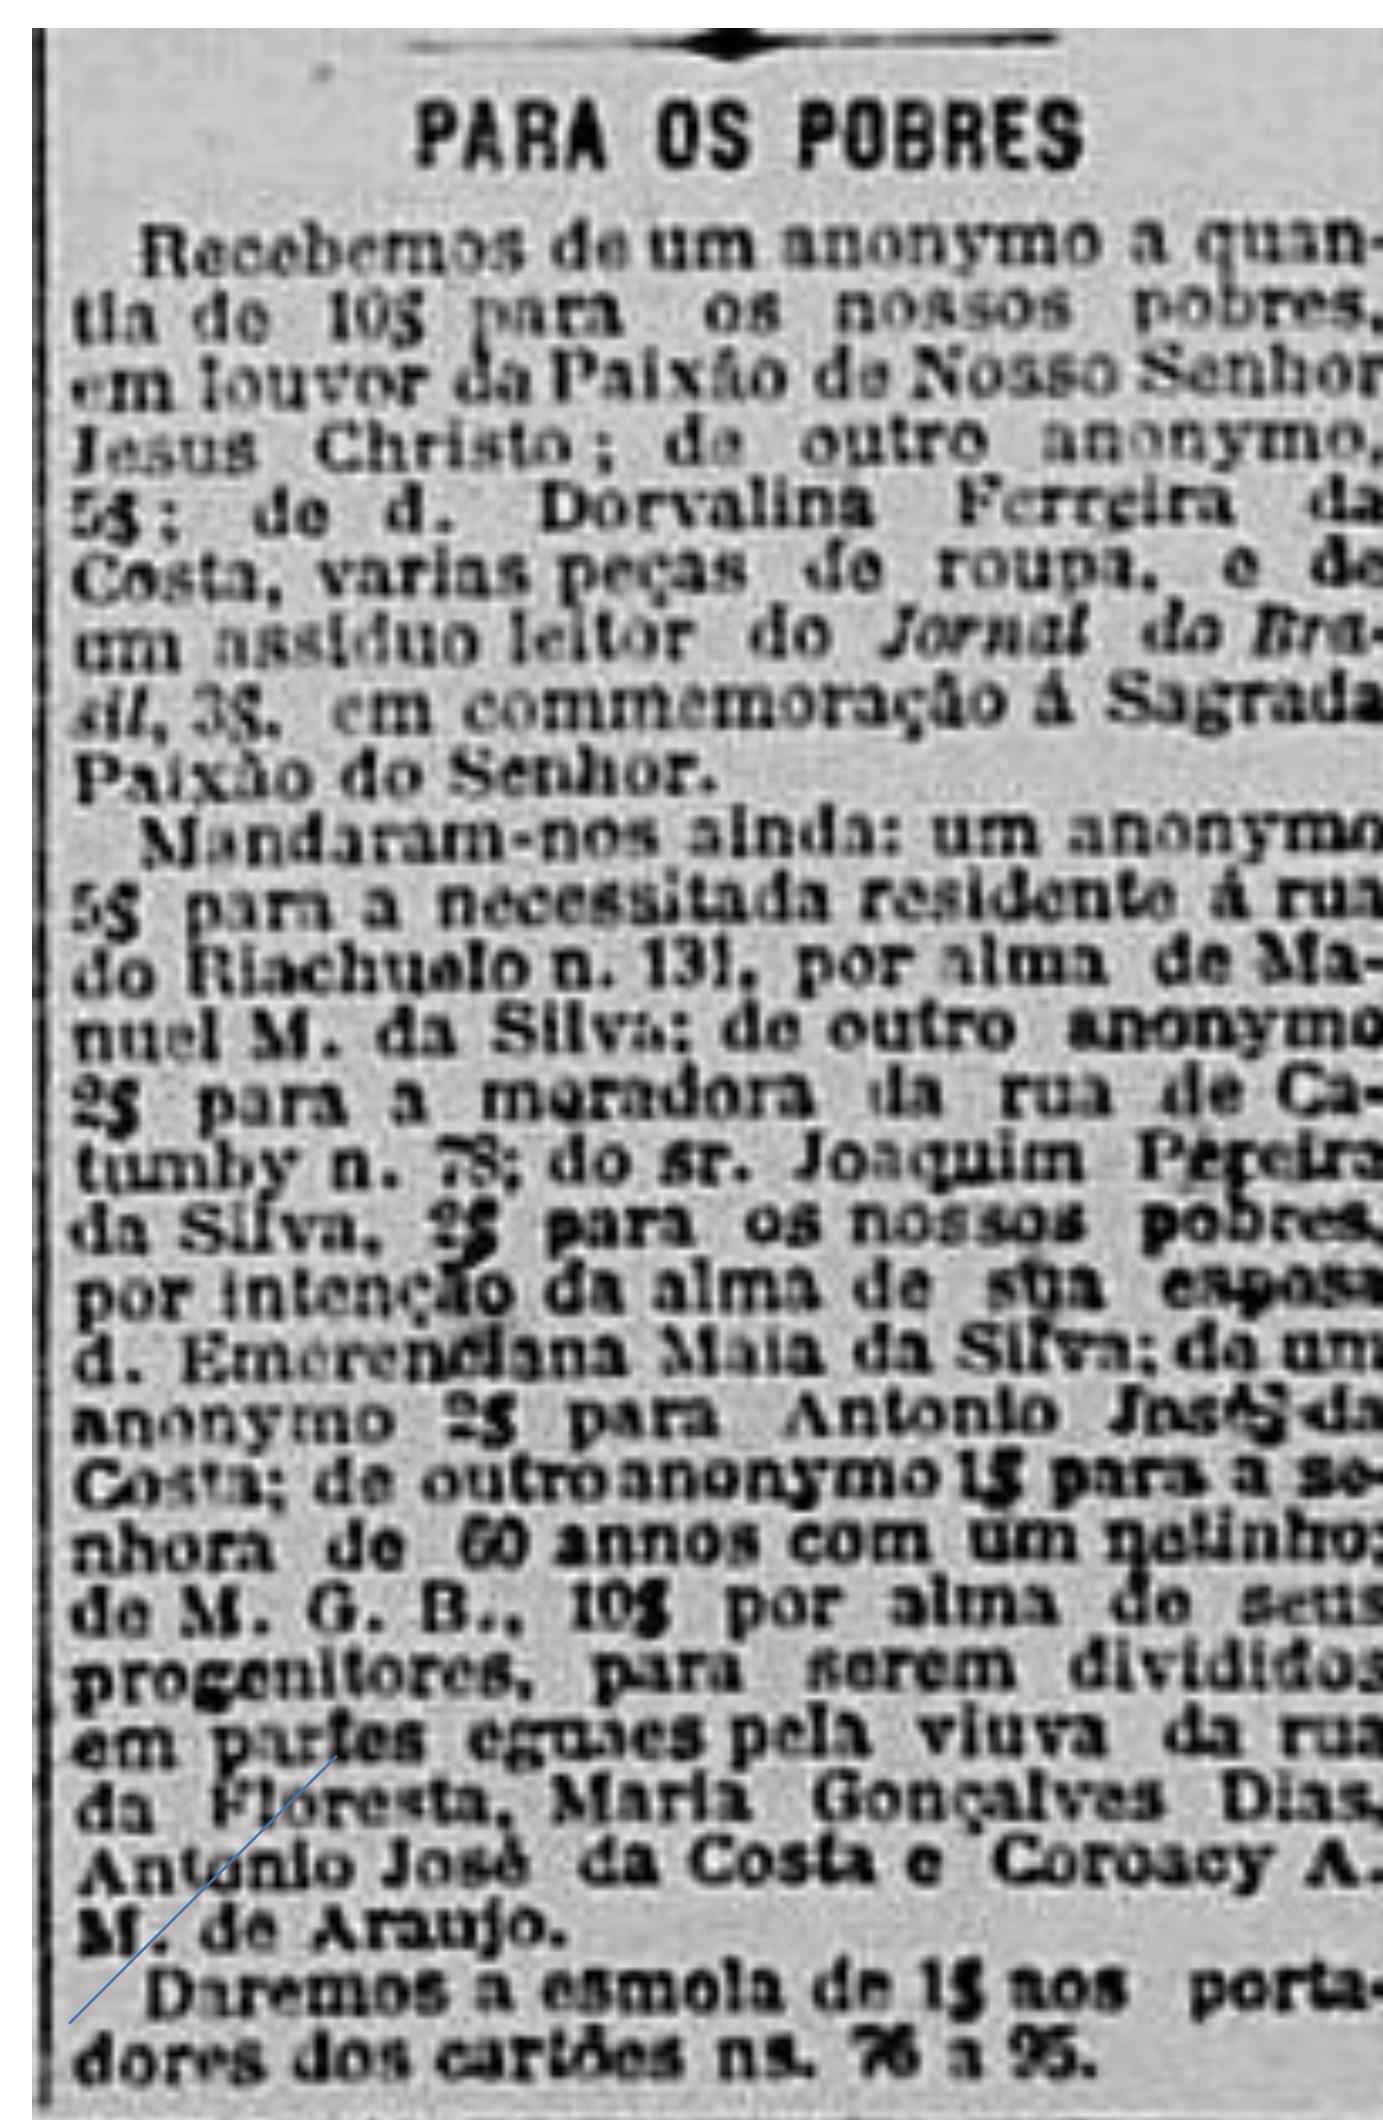 PARA OS POBRES
Recebemos de um anonymo a quan-
tia de 10$ para os nossos pobres,
em louvor da Paixão de Nosso Senhor
Jesus Christo; de outro anonymo,
5$; de d. Dorvalina Ferreira da
Costa, varias peças de roupa, e de
um assiduo leitor do Jornal do Bra-
sil, 3$, em commemoração á Sagrada
Paixão do Senhor.
Mandaram-nos ainda: um anonymo
5$ para a necessitada residente á rua
do Riachuelo n. 131, por alma de Ma-
nuel M. da Silva; de outro anonymo
2$ para a moradora da rua de Ca-
tumby n. 78; do sr. Joaquim Pereira
da Silva, 2$ para os nossos pobres,
por intenção da alma de sua esposa
d. Emerenciana Maia da Silva; de um
anonymo 2$ para Antonio José da
Costa; de outro anonymo 1$ para a se-
nhora de 60 annos com um netinho;
de M. G. B., 10$ por alma de seus
progenitores, para serem divididos
em partes eguaes pela viuva da rua
da Floresta, Maria Gonçalves Dias,
Antonio José da Costa e Coroacy A.
M. de Araujo.
Daremos a esmola de 1$ aos porta-
dores dos cartões ns. 76 a 95.